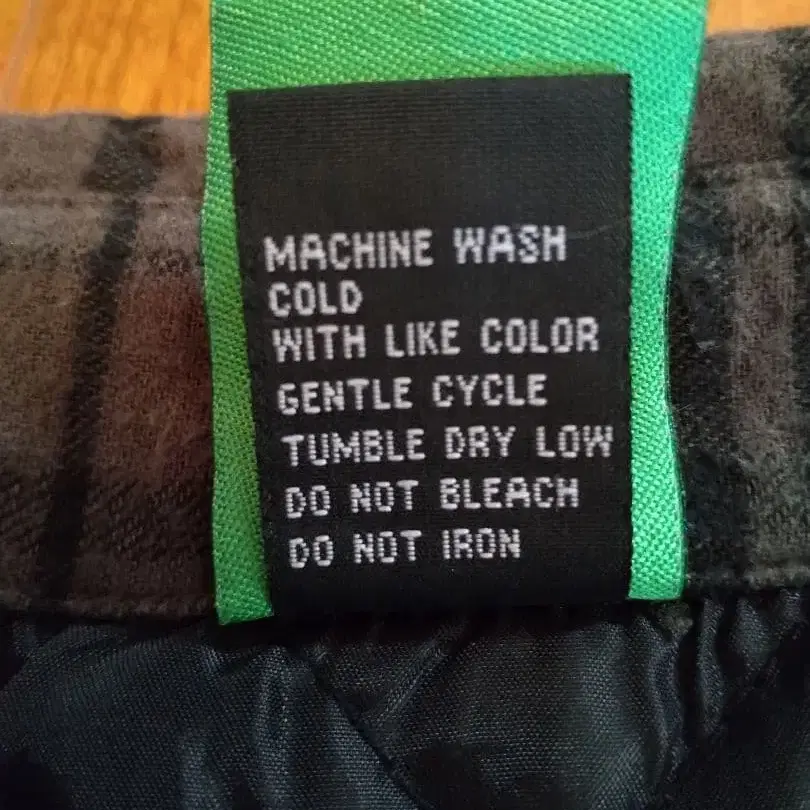 MACHINE WASH
COLD
WITH LIKE COLOR
GENTLE CYCLE
TUMBLE DRY LOW
DO NOT BLEACH
DO NOT IRON